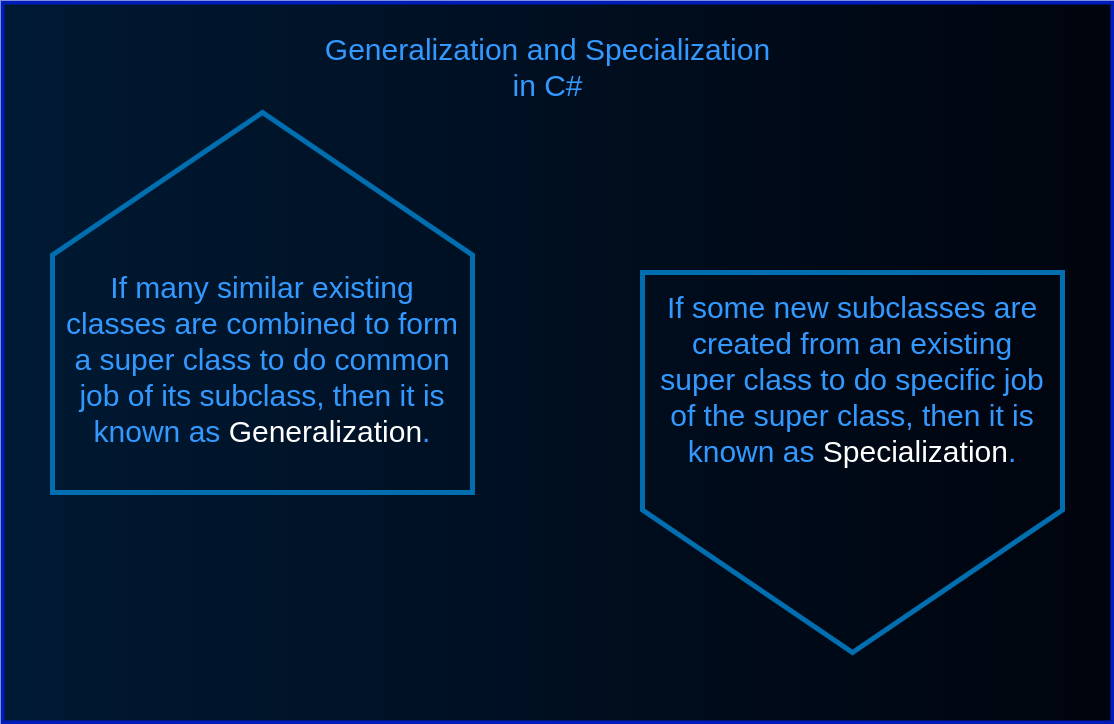 Generalization and Specialization
in C#
If many similar existing
classes are combined to form
a super class to do common
job of its subclass, then it is
known as Generalization.
If some new subclasses are
created from an existing
super class to do specific job
of the super class, then it is
known as Specialization.